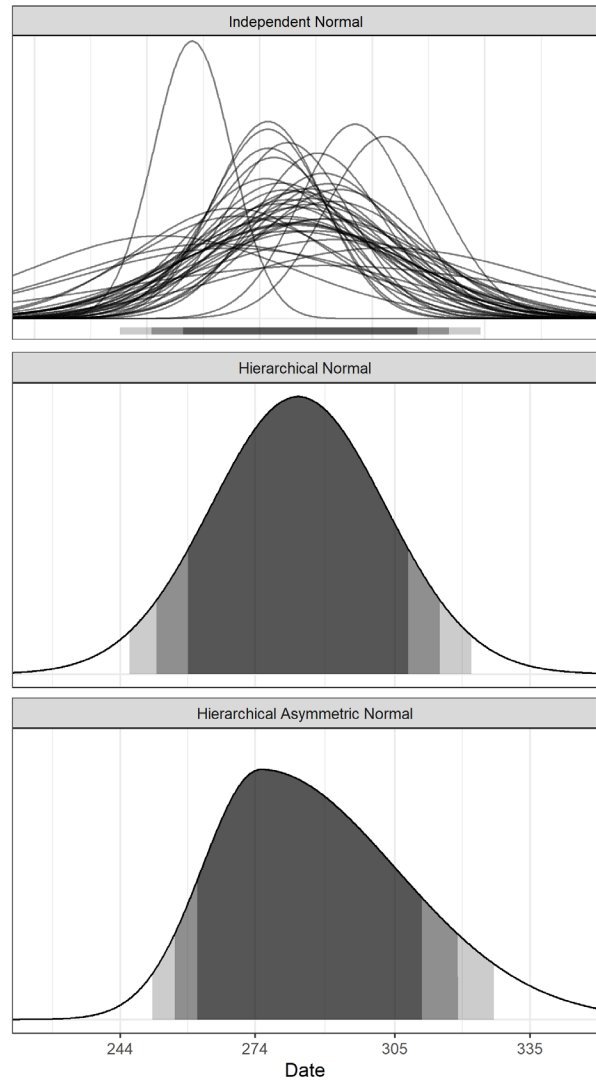 Independent Normal
Hierarchical Normal
Hierarchical Asymmetric Normal
244 274 305 335
Date